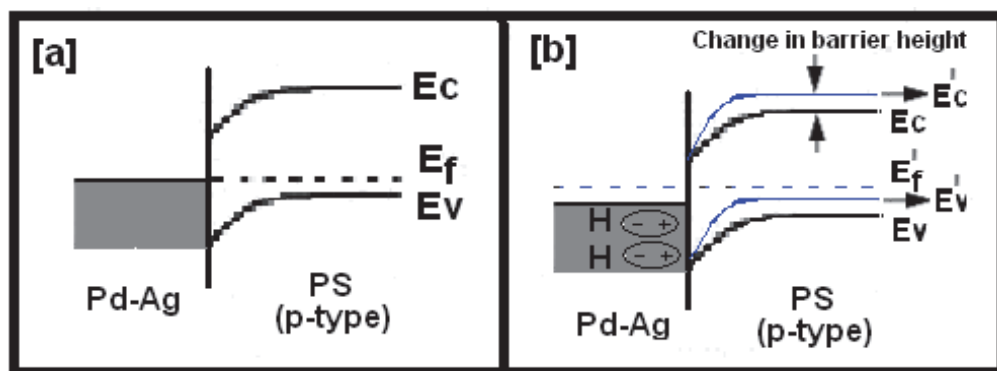 [a]
Ec
Ef
Ev
Pd-Ag
PS
(p-type)
[b]
Change in barrier height
E'c
Ec
E'f
E'v
Ev
H - +
H - +
Pd-Ag
PS
(p-type)